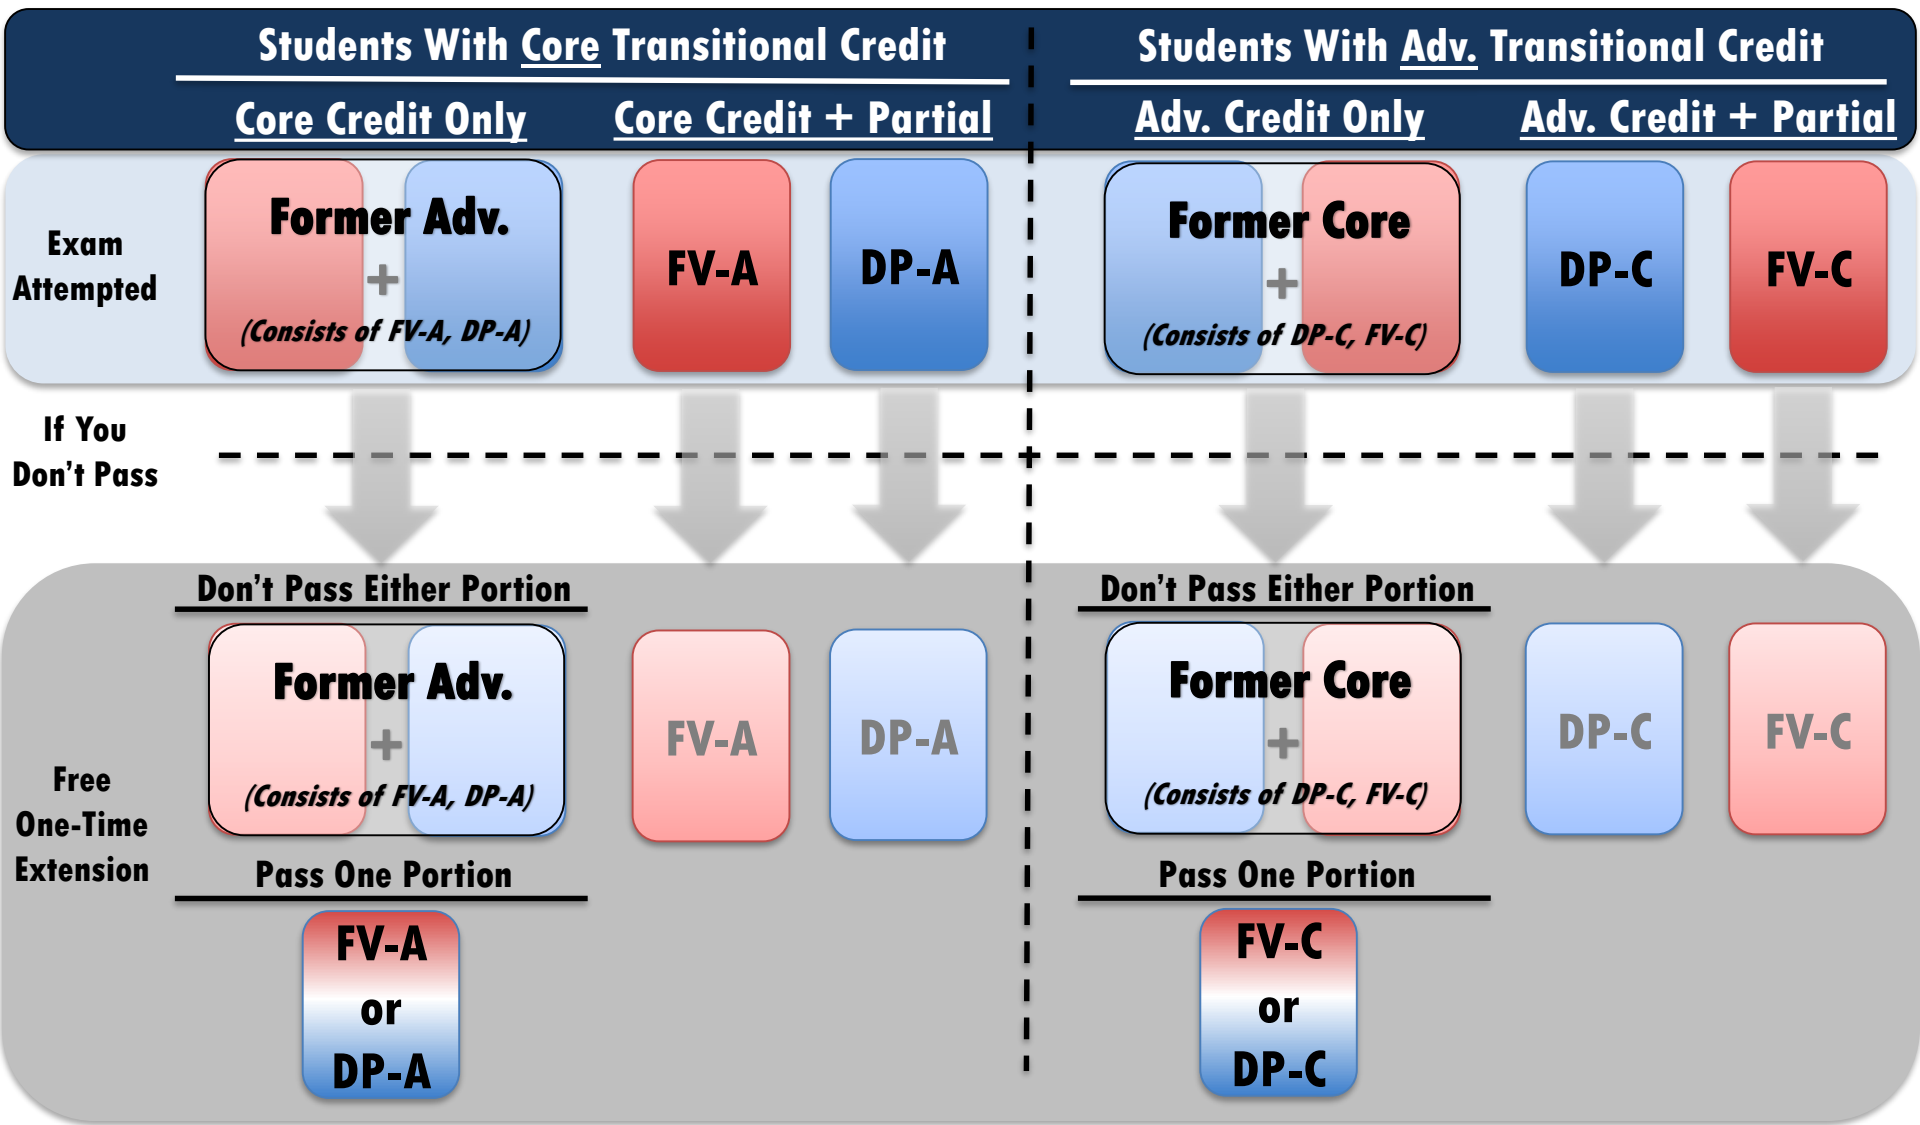 Students With Core Transitional Credit
Students With Adv. Transitional Credit
Core Credit Only
Core Credit + Partial
Adv. Credit Only
Adv. Credit + Partial
Exam
Attempted
Former Adv.
+
(Consists of FV-A, DP-A)
FV-A
DP-A
Former Core
+
(Consists of DP-C, FV-C)
DP-C
FV-C
If You
Don't Pass
Free
One-Time
Extension
Don't Pass Either Portion
Former Adv.
+
(Consists of FV-A, DP-A)
FV-A
DP-A
Pass One Portion
FV-A
or
DP-A
Don't Pass Either Portion
Former Core
+
(Consists of DP-C, FV-C)
DP-C
FV-C
Pass One Portion
FV-C
or
DP-C